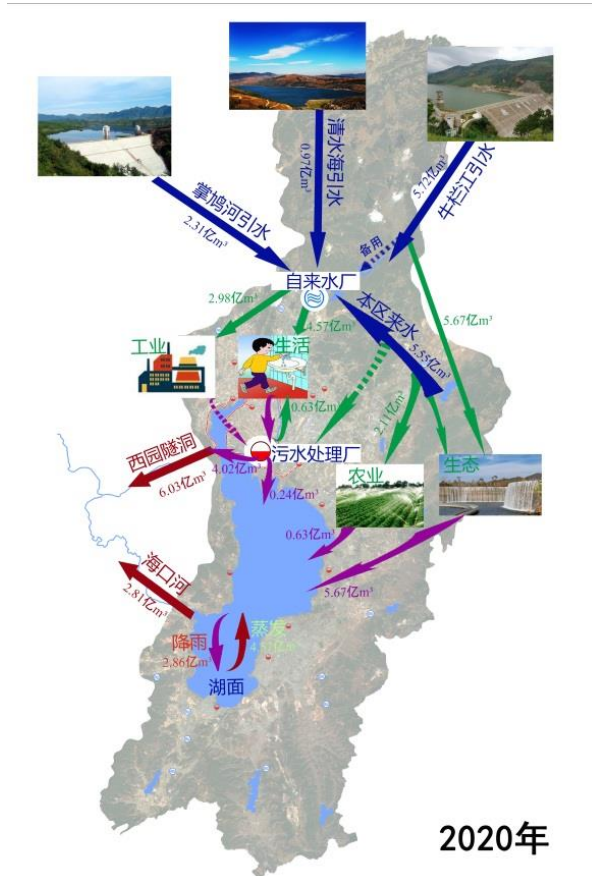 清水海引水
0.97亿m³
掌鸠河引水
2.31亿m³
牛栏江引水
5.72亿m³
备用
自来水厂
本区来水
5.55亿m³
2.98亿m³
4.57亿m³
5.67亿m³
工业
生活
0.63亿m³
2.11亿m³
西园隧洞
6.03亿m³
污水处理厂
4.02亿m³
0.24亿m³
农业
生态
0.63亿m³
5.67亿m³
海口河
2.81亿m³
降雨
2.86亿m³
蒸发
湖面
2020年